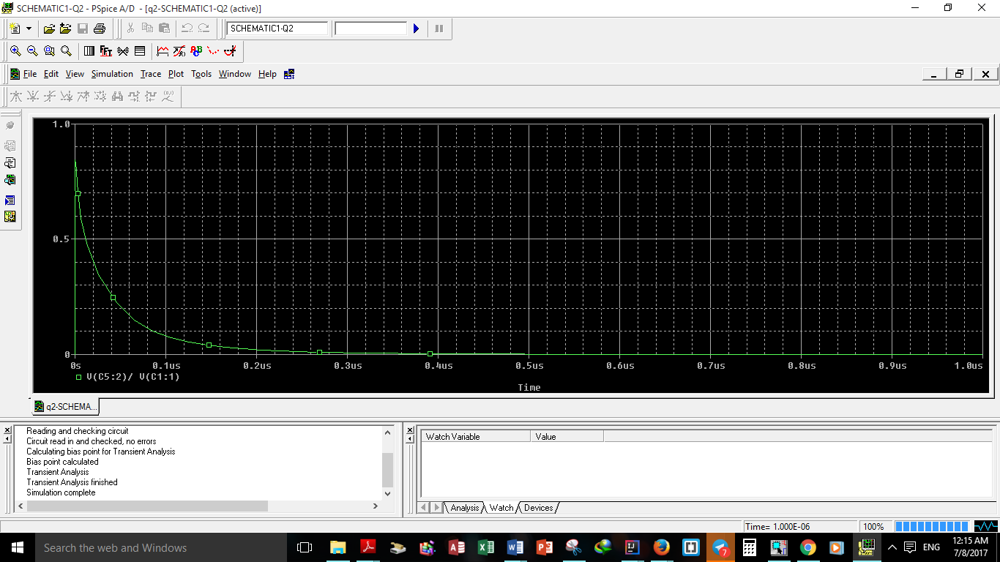 SCHEMATIC1-Q2 - PSpice A/D - [q2-SCHEMATIC1-Q2 (active)]
SCHEMATIC1-Q2
FFT
File Edit View Simulation Trace Plot Tools Window Help
1.0
0.5
0
0s 0.1us 0.2us 0.3us 0.4us 0.5us 0.6us 0.7us 0.8us 0.9us 1.0us
V(C5:2)/ V(C1:1)
Time
q2-SCHEMA...
Reading and checking circuit
Circuit read in and checked, no errors
Calculating bias point for Transient Analysis
Bias point calculated
Transient Analysis
Transient Analysis finished
Simulation complete
Watch Variable Value
Analysis Watch Devices
Time= 1.000E-06 100%
Search the web and Windows
7
ENG
12:15 AM
7/8/2017